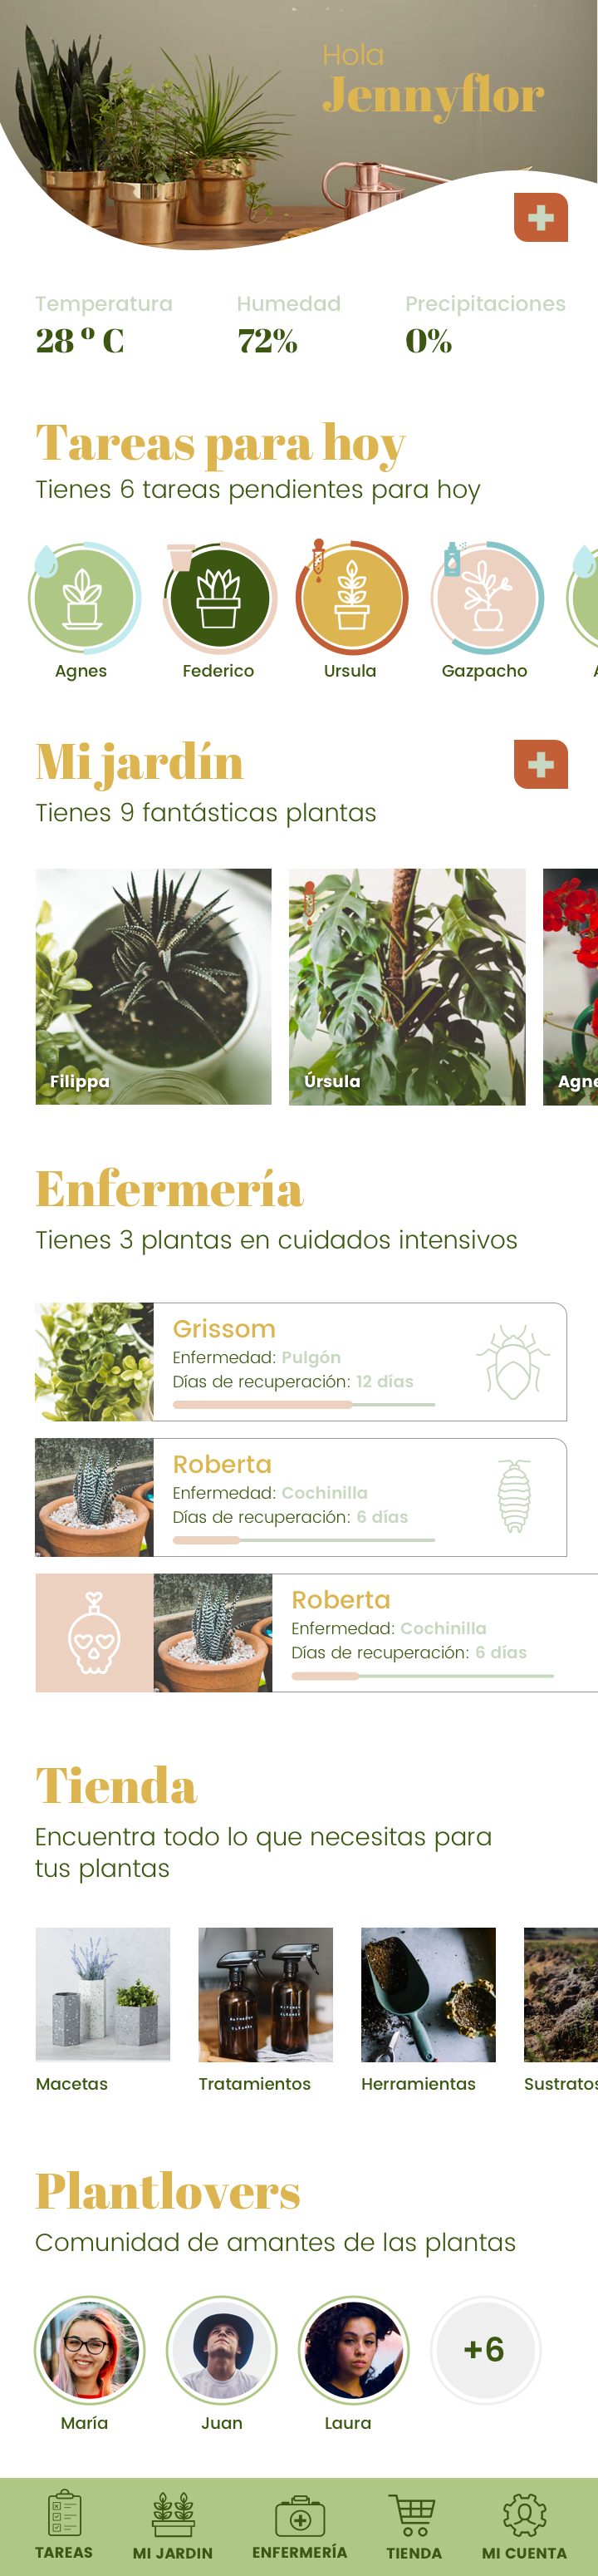 Hola
Jennyflor
Temperatura
28 º C
Humedad
72%
Precipitaciones
0%
Tareas para hoy
Tienes 6 tareas pendientes para hoy
Agnes
Federico
Ursula
Gazpacho
Mi jardín
Tienes 9 fantásticas plantas
Filippa
Úrsula
Agne
Enfermería
Tienes 3 plantas en cuidados intensivos
Grissom
Enfermedad: Pulgón
Días de recuperación: 12 días
Roberta
Enfermedad: Cochinilla
Días de recuperación: 6 días
Roberta
Enfermedad: Cochinilla
Días de recuperación: 6 días
Tienda
Encuentra todo lo que necesitas para
tus plantas
Macetas
Tratamientos
Herramientas
Sustratos
Plantlovers
Comunidad de amantes de las plantas
+6
María
Juan
Laura
TAREAS
MI JARDIN
ENFERMERÍA
TIENDA
MI CUENTA